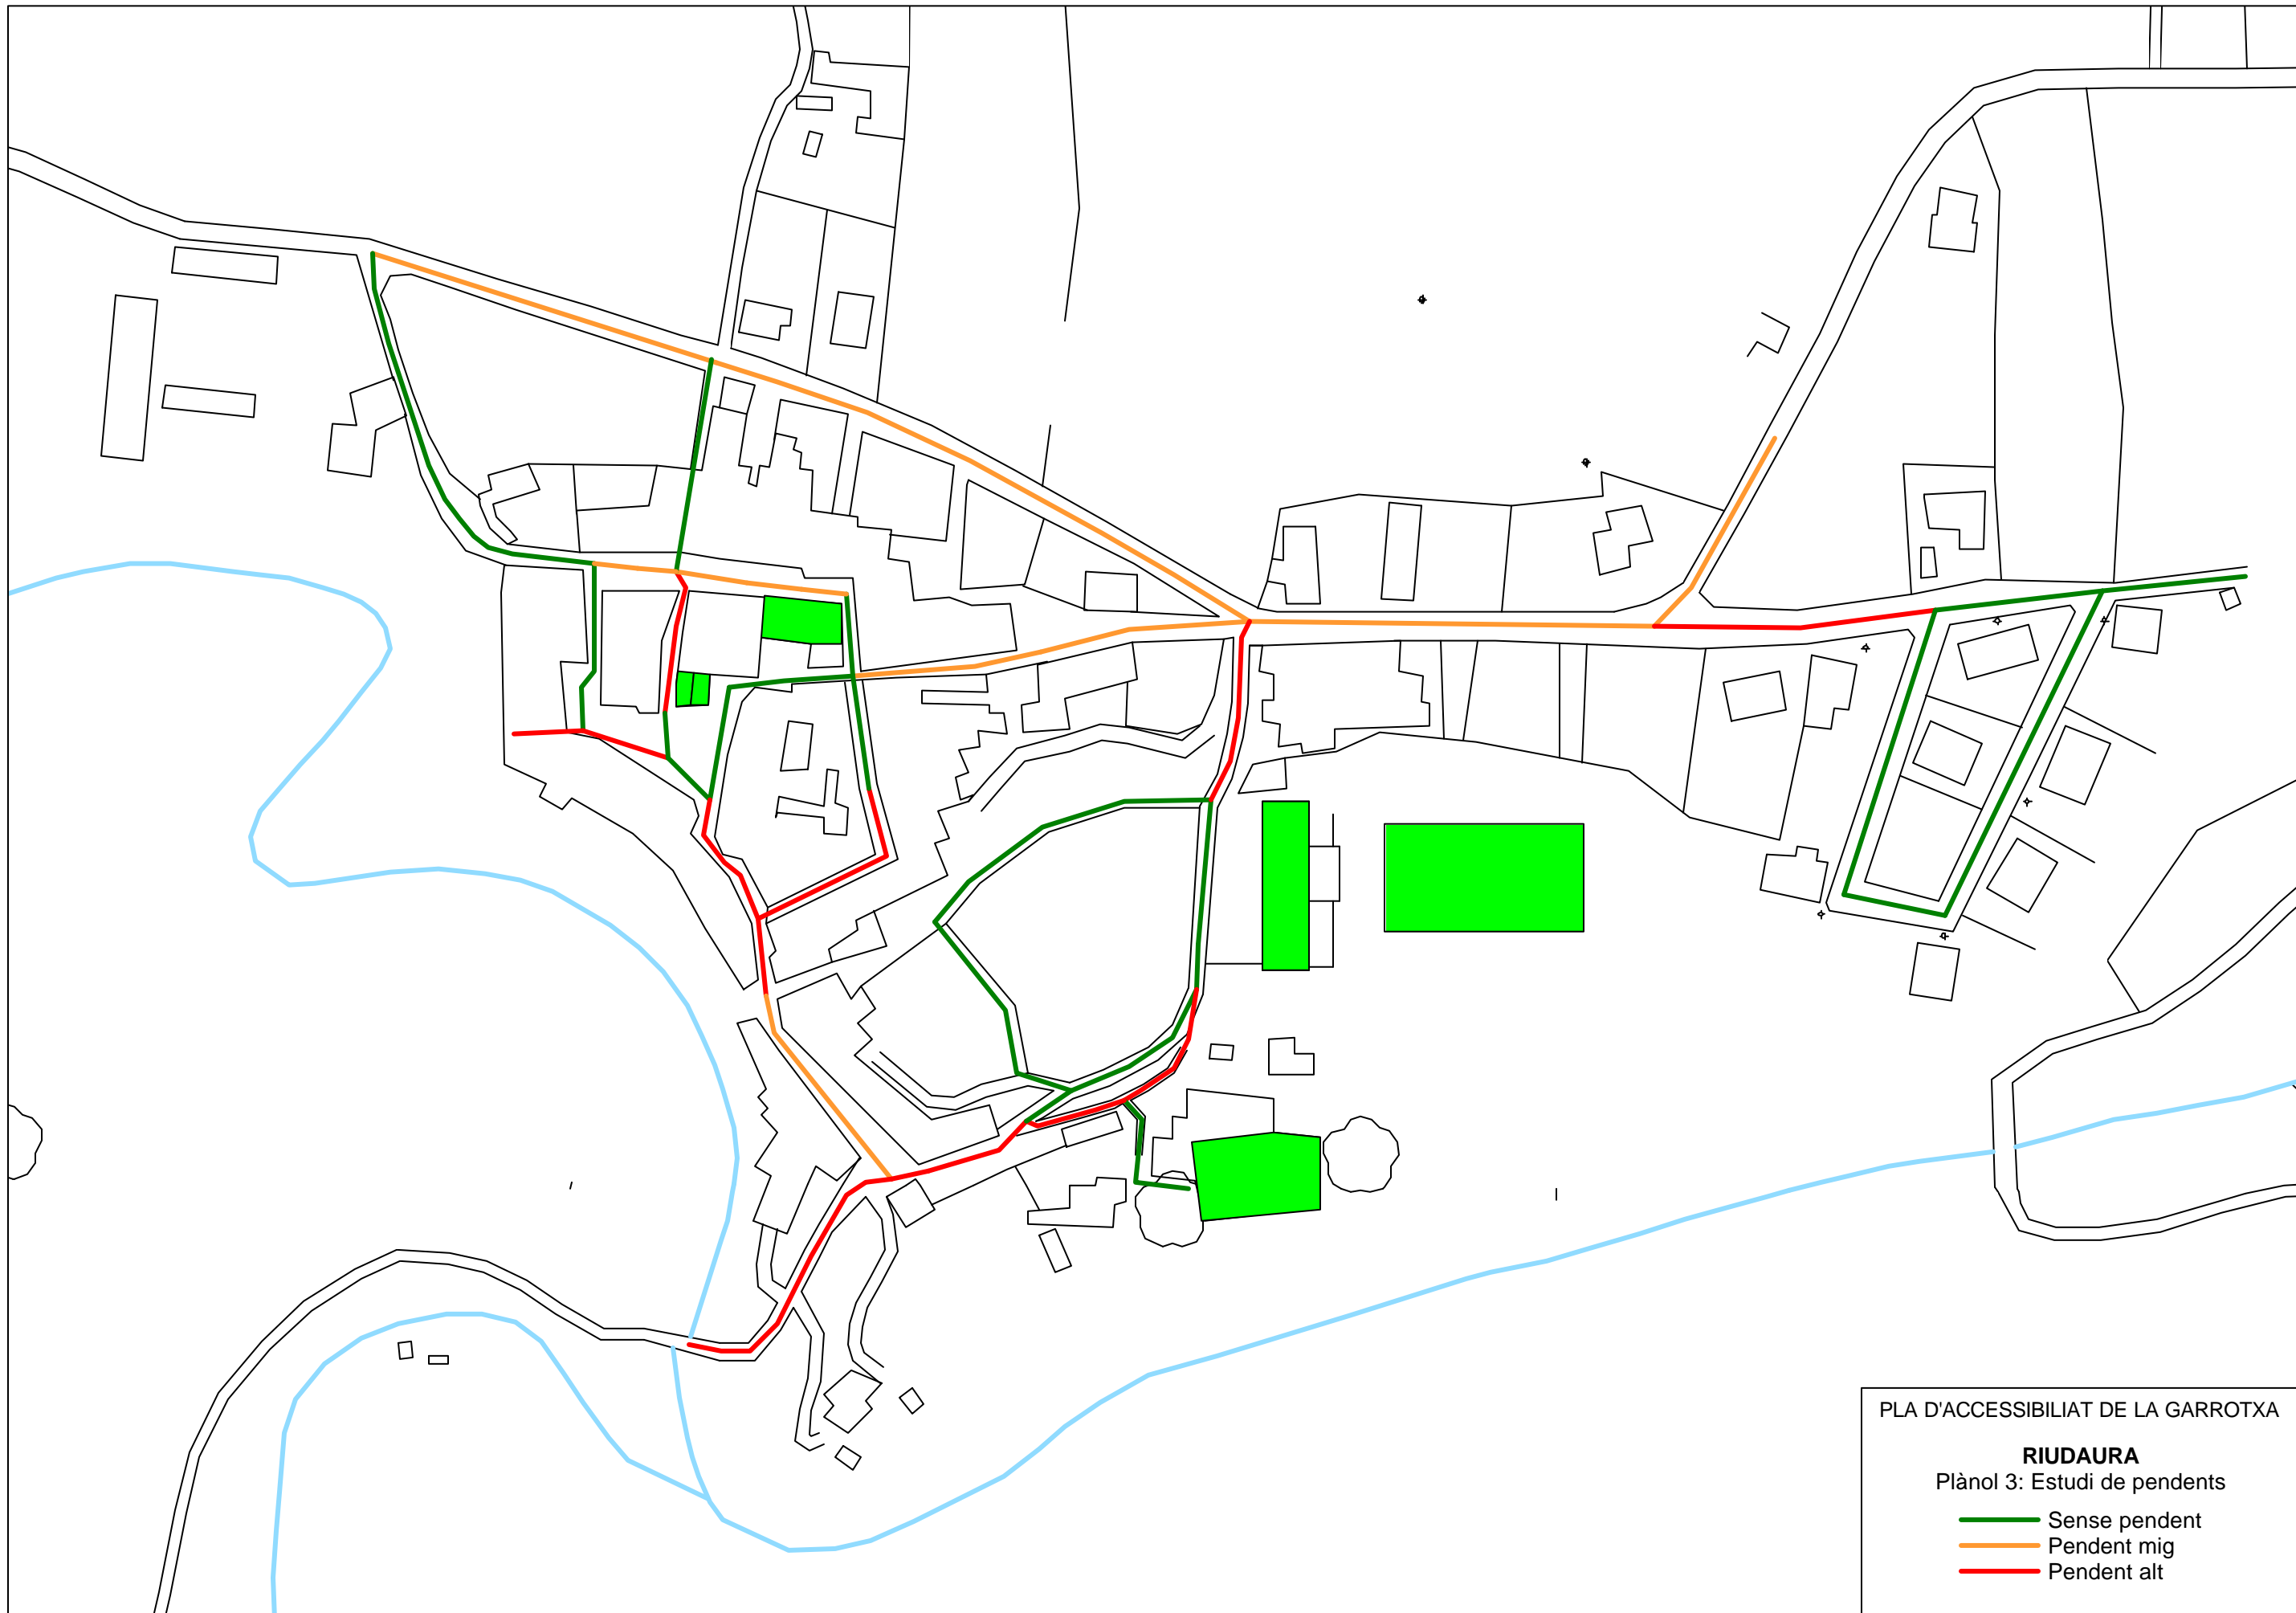 PLA D'ACCESSIBILIAT DE LA GARROTXA
RIUDAURA
Plànol 3: Estudi de pendents
Sense pendent
Pendent mig
Pendent alt